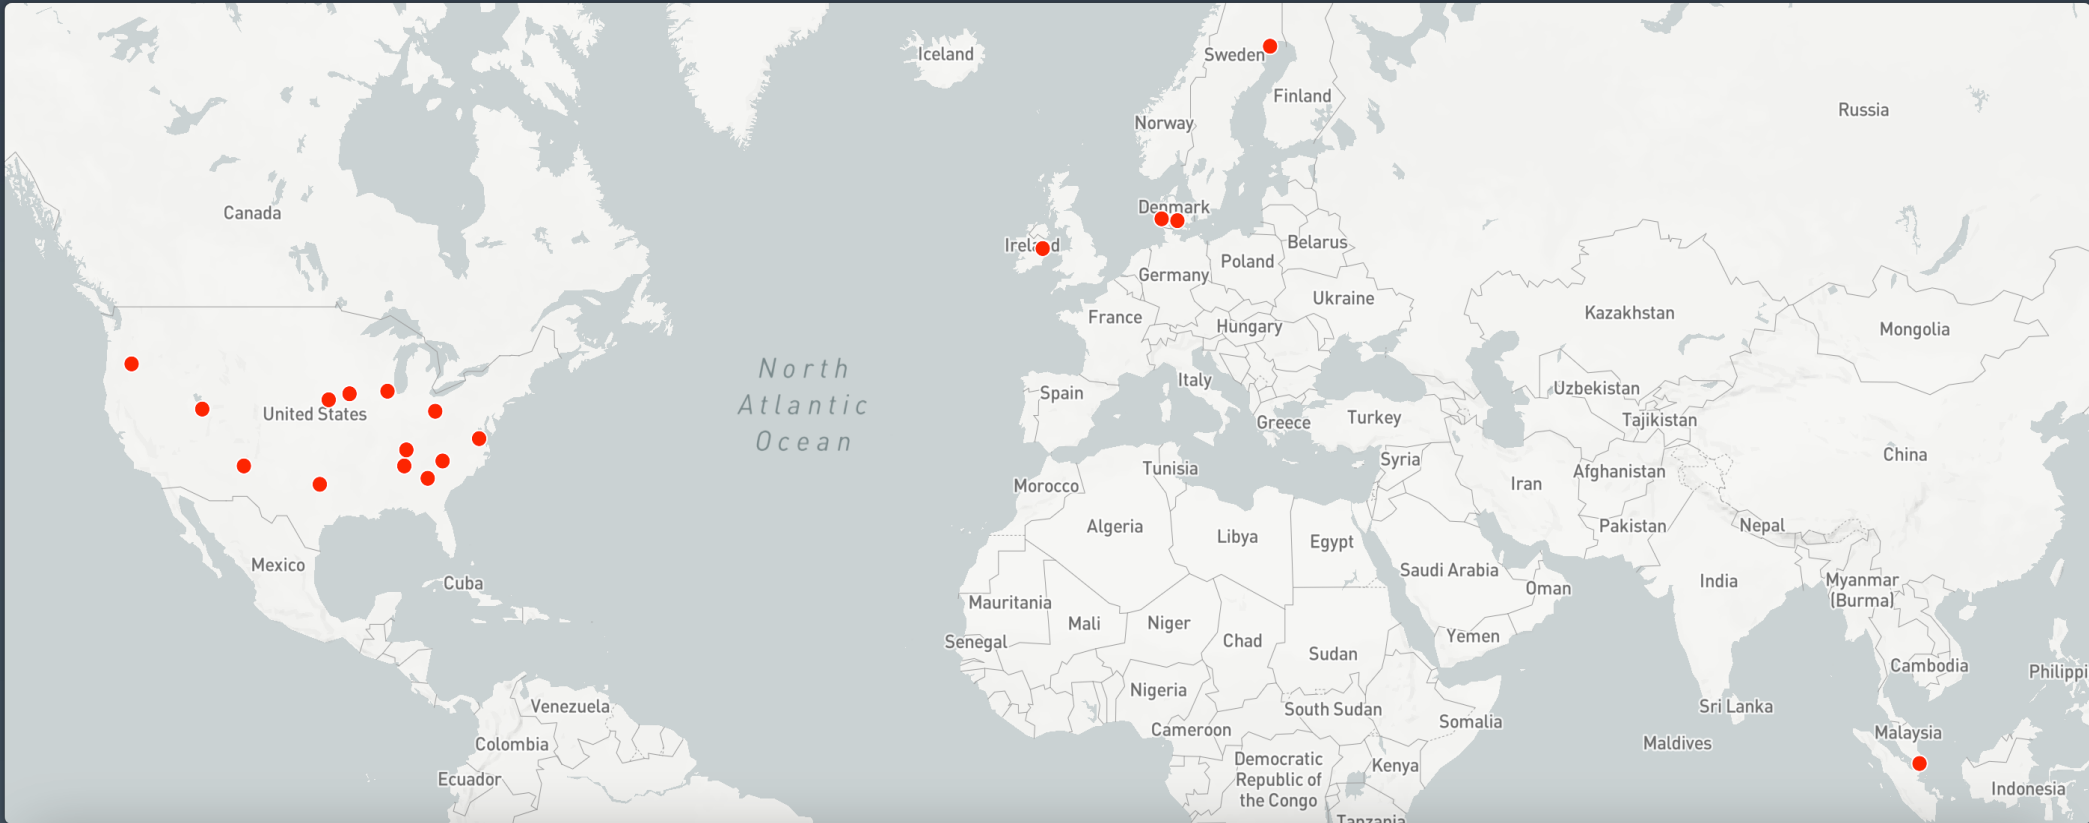 Iceland
Sweden
Finland
Norway
Russia
Canada
Denmark
Ireland
Belarus
Poland
Germany
Ukraine
Kazakhstan
France
Hungary
Mongolia
North
Atlantic
Ocean
Italy
Uzbekistan
Spain
United States
Greece
Turkey
Tajikistan
China
Syria
Tunisia
Afghanistan
Morocco
Iran
Algeria
Pakistan
Nepal
Libya
Egypt
Mexico
Saudi Arabia
India
Myanmar
(Burma)
Cuba
Oman
Mauritania
Mali
Niger
Chad
Senegal
Yemen
Sudan
Cambodia
Philippi
Nigeria
Venezuela
South Sudan
Sri Lanka
Somalia
Cameroon
Malaysia
Colombia
Maldives
Democratic
Republic of
the Congo
Kenya
Ecuador
Indonesia
Tanzania